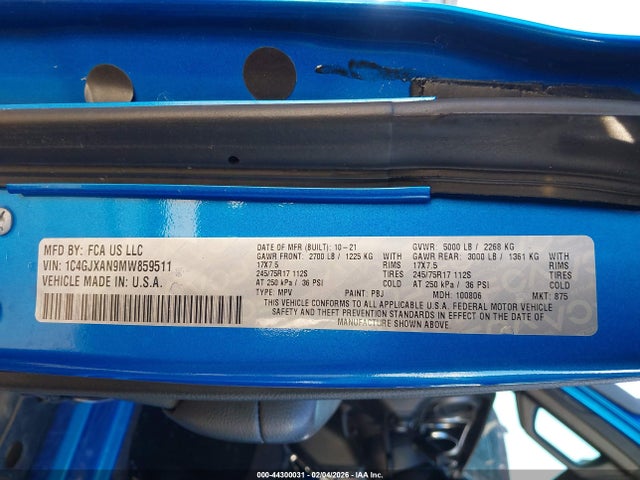 MFD BY: FCA US LLC
VIN: 1C4GJXAN9MW859511
VEHICLE MADE IN: U.S.A.
DATE OF MFR (BUILT): 10-21
GAWR FRONT: 2700 LB / 1225 KG
17X7.5
245/75R17 112S TIRES
AT 250 kPa / 36 PSI COLD
TYPE: MPV PAINT: PBJ
GVWR: 5000 LB / 2268 KG
GAWR REAR: 3000 LB / 1361 KG
17X7.5
245/75R17 112S TIRES
AT 250 kPa / 36 PSI COLD
MDH: 100806 MKT: 875
THIS VEHICLE CONFORMS TO ALL APPLICABLE U.S.A. FEDERAL MOTOR VEHICLE
SAFETY AND THEFT PREVENTION STANDARDS IN EFFECT ON THE DATE OF
MANUFACTURE SHOWN ABOVE.
000-44300031 - 02/04/2026 - IAA Inc.